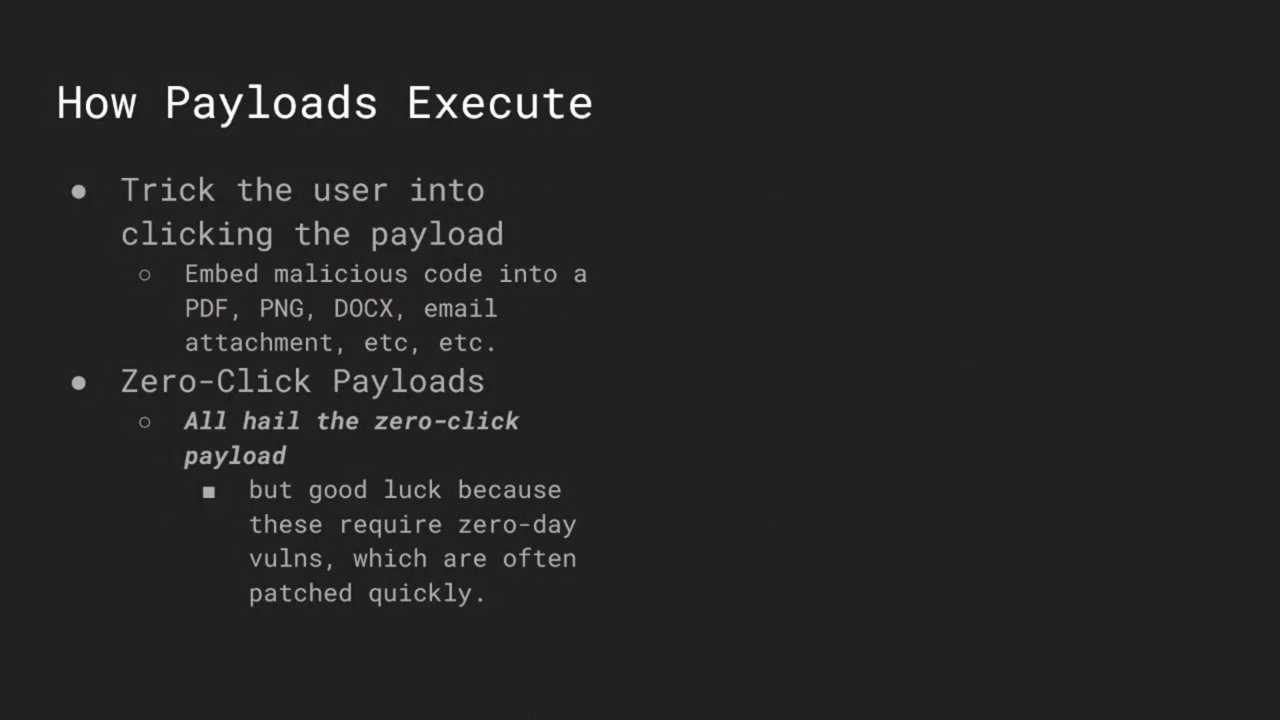 How Payloads Execute
● Trick the user into
clicking the payload
○ Embed malicious code into a
PDF, PNG, DOCX, email
attachment, etc, etc.
● Zero-Click Payloads
○ All hail the zero-click
payload
■ but good luck because
these require zero-day
vulns, which are often
patched quickly.